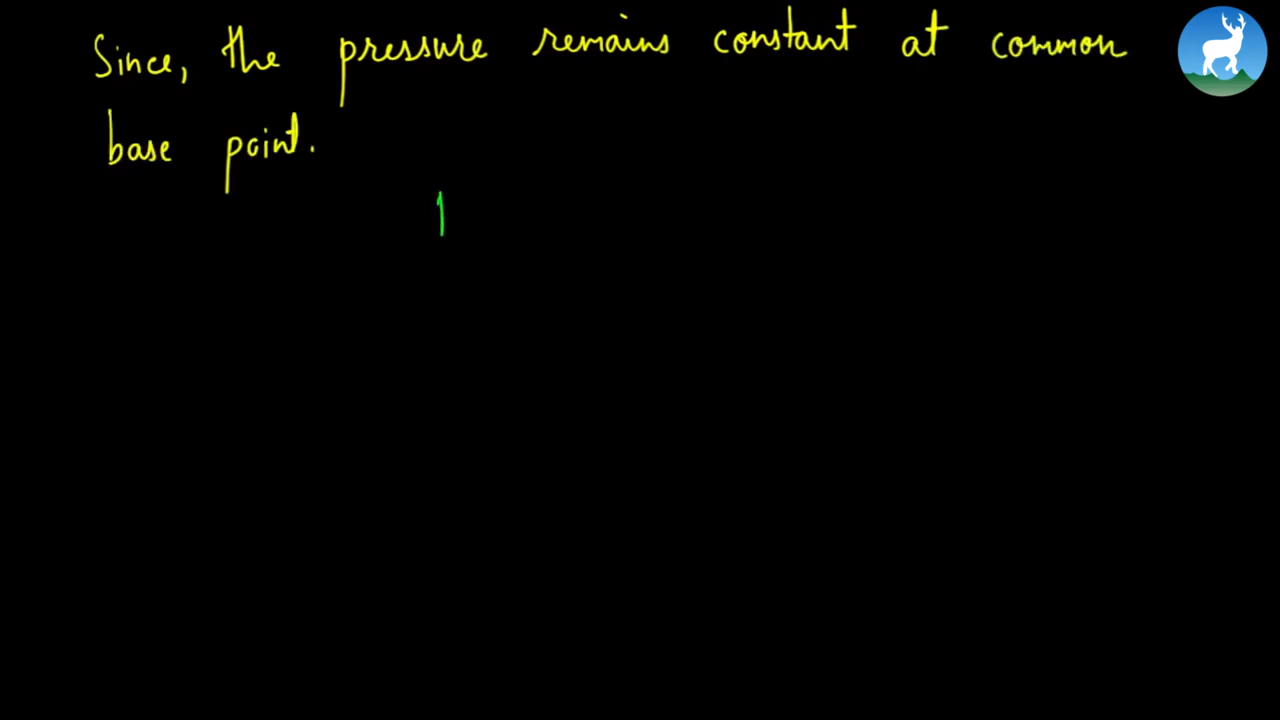 Since, the pressure remains constant at common
base point.